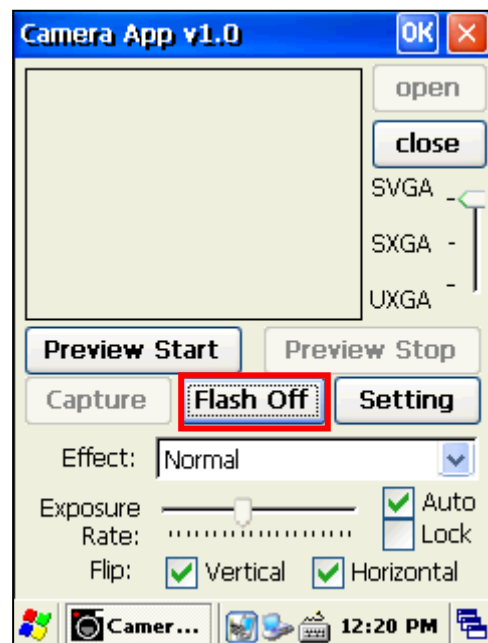 Camera App v1.0 OK
open
close
SVGA
SXGA
UXGA
Preview Start Preview Stop
Capture Flash Off Setting
Effect: Normal
Exposure Rate: Auto
Lock
Flip: Vertical Horizontal
Camer... 12:20 PM